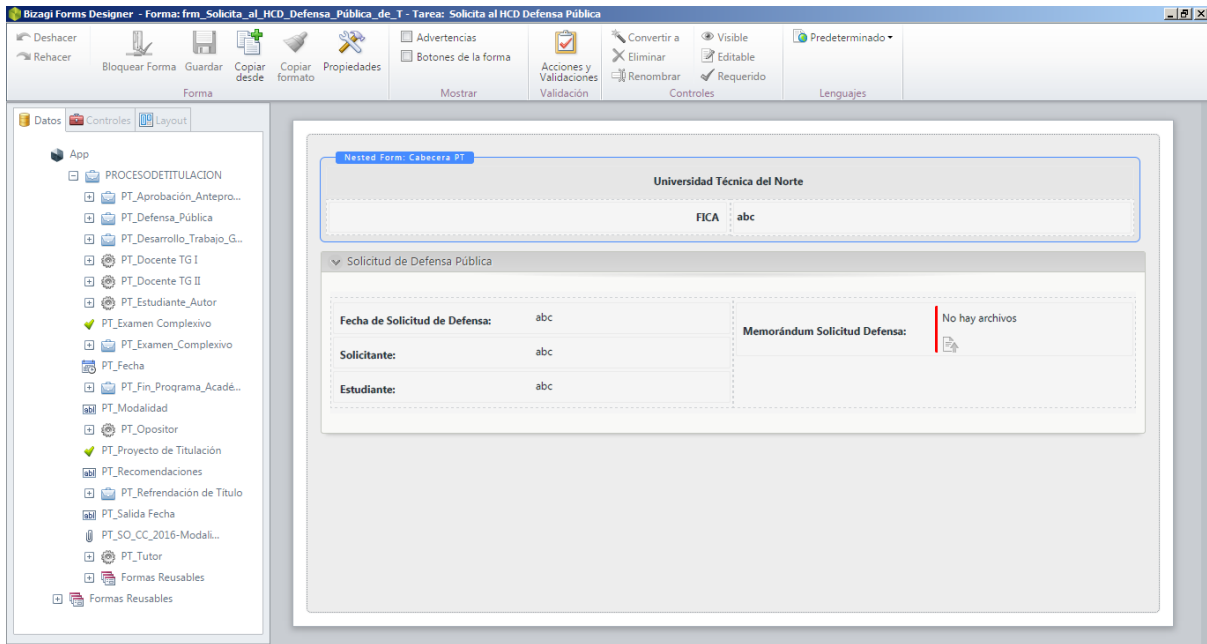 Bizagi Forms Designer - Forma: frm_Solicita_al_HCD_Defensa_Pública_de_T - Tarea: Solicita al HCD Defensa Pública
Deshacer
Rehacer
Bloquear Forma
Guardar
Copiar desde
Forma
Copiar formato
Propiedades
Advertencias
Botones de la forma
Mostrar
Acciones y Validaciones
Validación
Convertir a
Eliminar
Renombrar
Visible
Editable
Requerido
Controles
Predeterminado
Lenguajes
Datos
Controles
Layout
App
PROCESODETITULACION
PT_Aprobación_Antepro...
PT_Defensa_Pública
PT_Desarrollo_Trabajo_G...
PT_Docente TG I
PT_Docente TG II
PT_Estudiante_Autor
PT_Examen Complexivo
PT_Examen_Complexivo
PT_Fecha
PT_Fin_Programa_Acadé...
PT_Modalidad
PT_Opositor
PT_Proyecto de Titulación
PT_Recomendaciones
PT_Refrendación de Título
PT_Salida Fecha
PT_SO_CC_2016-Modali...
PT_Tutor
Formas Reusables
Formas Reusables
Nested Form: Cabecera PT
Universidad Técnica del Norte
FICA abc
Solicitud de Defensa Pública
Fecha de Solicitud de Defensa: abc
Solicitante: abc
Estudiante: abc
Memorándum Solicitud Defensa: No hay archivos